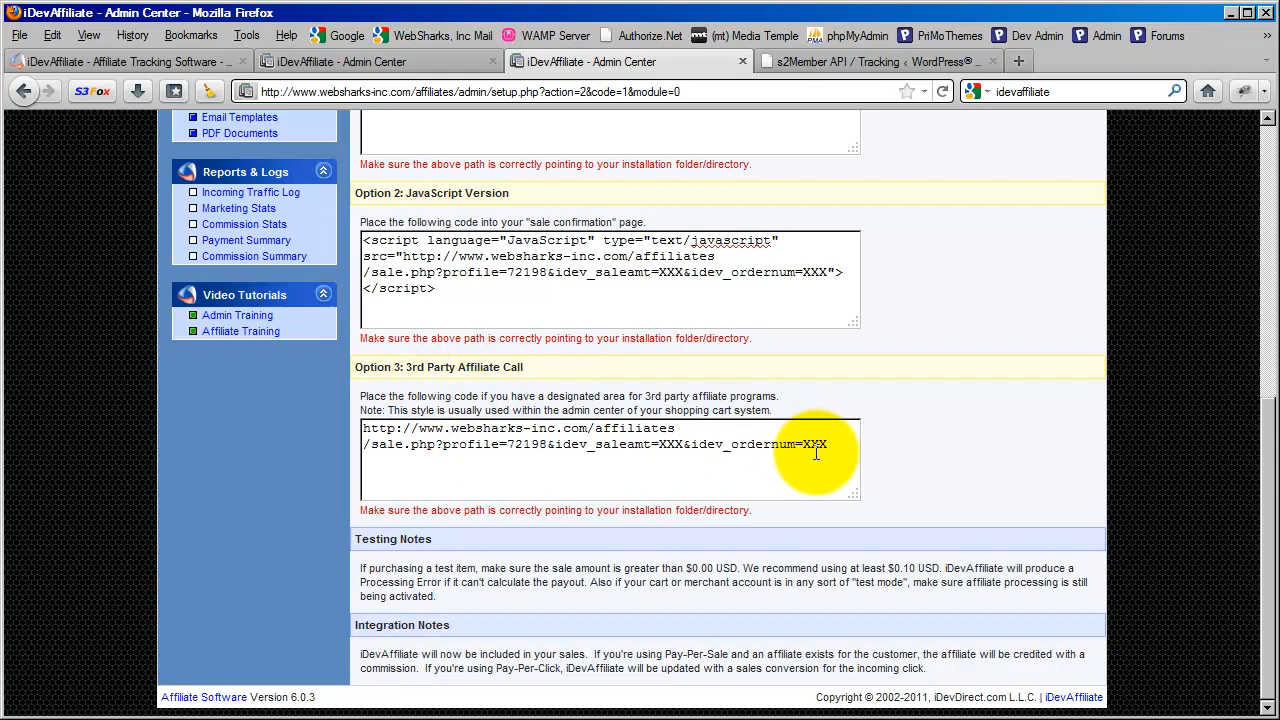 iDevAffiliate - Admin Center - Mozilla Firefox
File Edit View History Bookmarks Tools Help Google WebSharks, Inc Mail WAMP Server Authorize.Net (mt) Media Temple phpMyAdmin PriMoThemes Dev Admin Admin Forums »
iDevAffiliate - Affiliate Tracking Software - ... iDevAffiliate - Admin Center iDevAffiliate - Admin Center s2Member API / Tracking ‹ WordPress® ...
S3Fox http://www.websharks-inc.com/affiliates/admin/setup.php?action=2&code=1&module=0 idevaffiliate
Email Templates
PDF Documents
Reports & Logs
Incoming Traffic Log
Marketing Stats
Commission Stats
Payment Summary
Commission Summary
Video Tutorials
Admin Training
Affiliate Training
Make sure the above path is correctly pointing to your installation folder/directory.
Option 2: JavaScript Version
Place the following code into your "sale confirmation" page.
<script language="JavaScript" type="text/javascript"
src="http://www.websharks-inc.com/affiliates
/sale.php?profile=72198&idev_saleamt=XXX&idev_ordernum=XXX">
</script>
Make sure the above path is correctly pointing to your installation folder/directory.
Option 3: 3rd Party Affiliate Call
Place the following code if you have a designated area for 3rd party affiliate programs.
Note: This style is usually used within the admin center of your shopping cart system.
http://www.websharks-inc.com/affiliates
/sale.php?profile=72198&idev_saleamt=XXX&idev_ordernum=XXX
Make sure the above path is correctly pointing to your installation folder/directory.
Testing Notes
If purchasing a test item, make sure the sale amount is greater than $0.00 USD. We recommend using at least $0.10 USD. iDevAffiliate will produce a
Processing Error if it can't calculate the payout. Also if your cart or merchant account is in any sort of "test mode", make sure affiliate processing is still
being activated.
Integration Notes
iDevAffiliate will now be included in your sales. If you're using Pay-Per-Sale and an affiliate exists for the customer, the affiliate will be credited with a
commission. If you're using Pay-Per-Click, iDevAffiliate will be updated with a sales conversion for the incoming click.
Affiliate Software Version 6.0.3 Copyright © 2002-2011, iDevDirect.com L.L.C. | iDevAffiliate